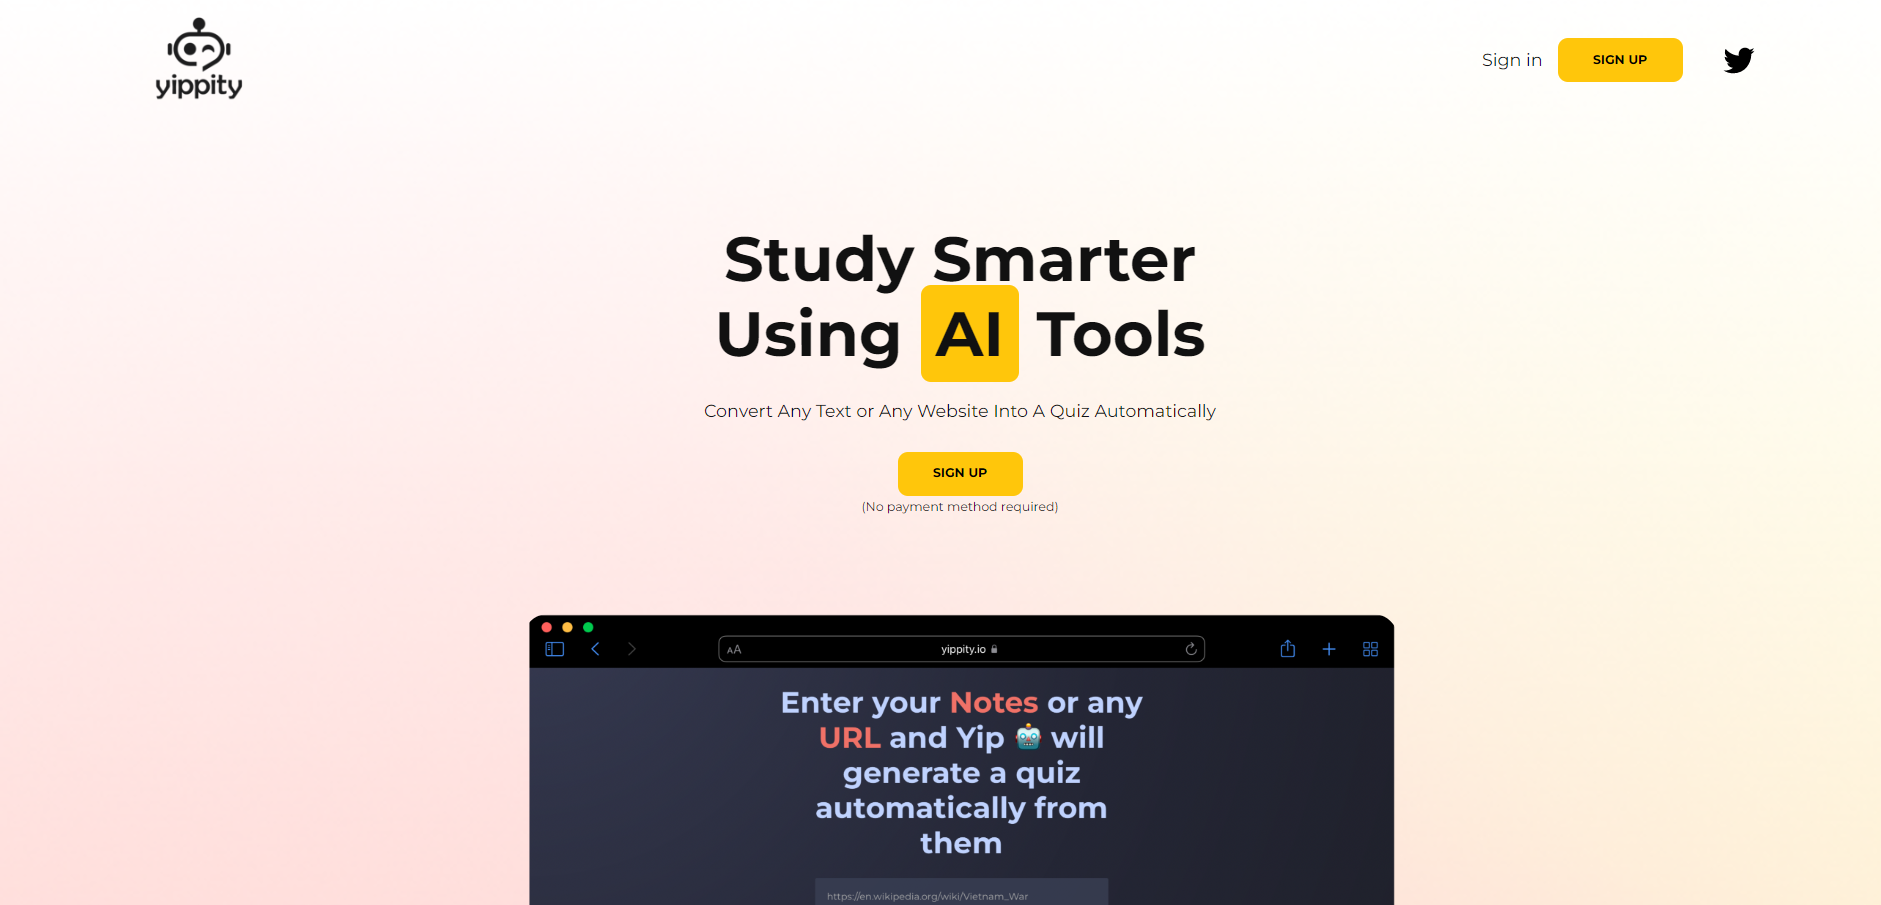 yippity
Sign in
SIGN UP
Study Smarter
Using AI Tools
Convert Any Text or Any Website Into A Quiz Automatically
SIGN UP
(No payment method required)
AA
yippity.io
Enter your Notes or any
URL and Yip 🤖 will
generate a quiz
automatically from
them
https://en.wikipedia.org/wiki/Vietnam_War